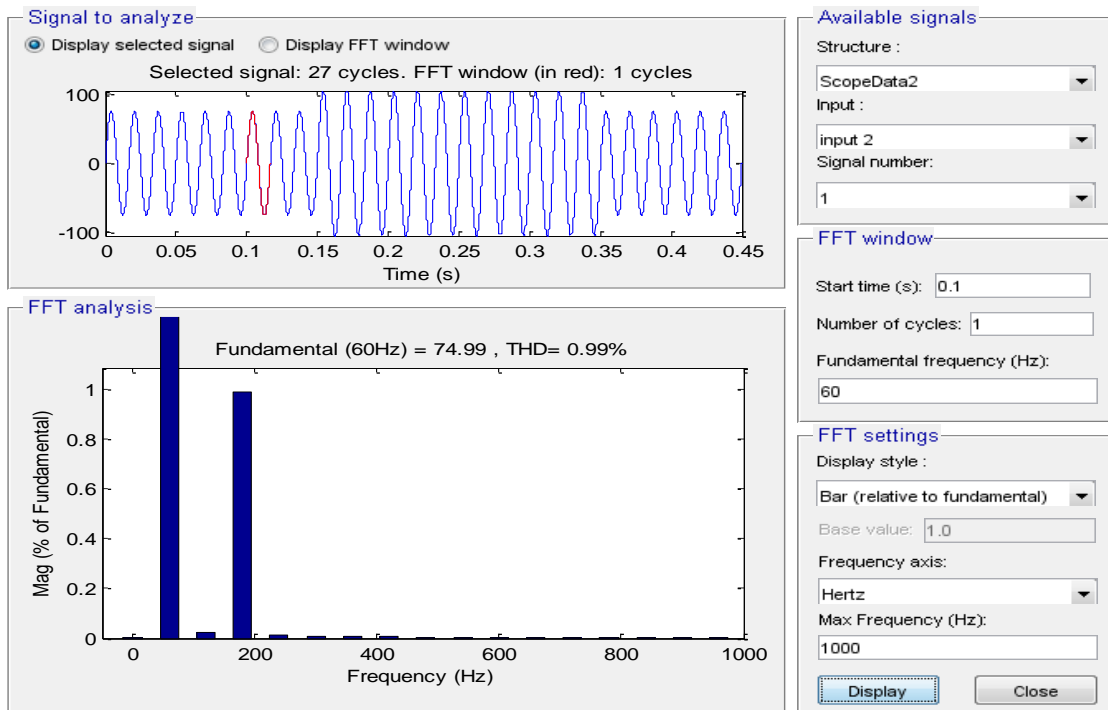 Signal to analyze
Display selected signal
Display FFT window
Selected signal: 27 cycles. FFT window (in red): 1 cycles
100
0
-100
0 0.05 0.1 0.15 0.2 0.25 0.3 0.35 0.4 0.45
Time (s)
FFT analysis
Fundamental (60Hz) = 74.99 , THD= 0.99%
1
0.8
0.6
0.4
0.2
0
Mag (% of Fundamental)
0 200 400 600 800 1000
Frequency (Hz)
Available signals
Structure :
ScopeData2
Input :
input 2
Signal number:
1
FFT window
Start time (s): 0.1
Number of cycles: 1
Fundamental frequency (Hz):
60
FFT settings
Display style :
Bar (relative to fundamental)
Base value: 1.0
Frequency axis:
Hertz
Max Frequency (Hz):
1000
Display
Close